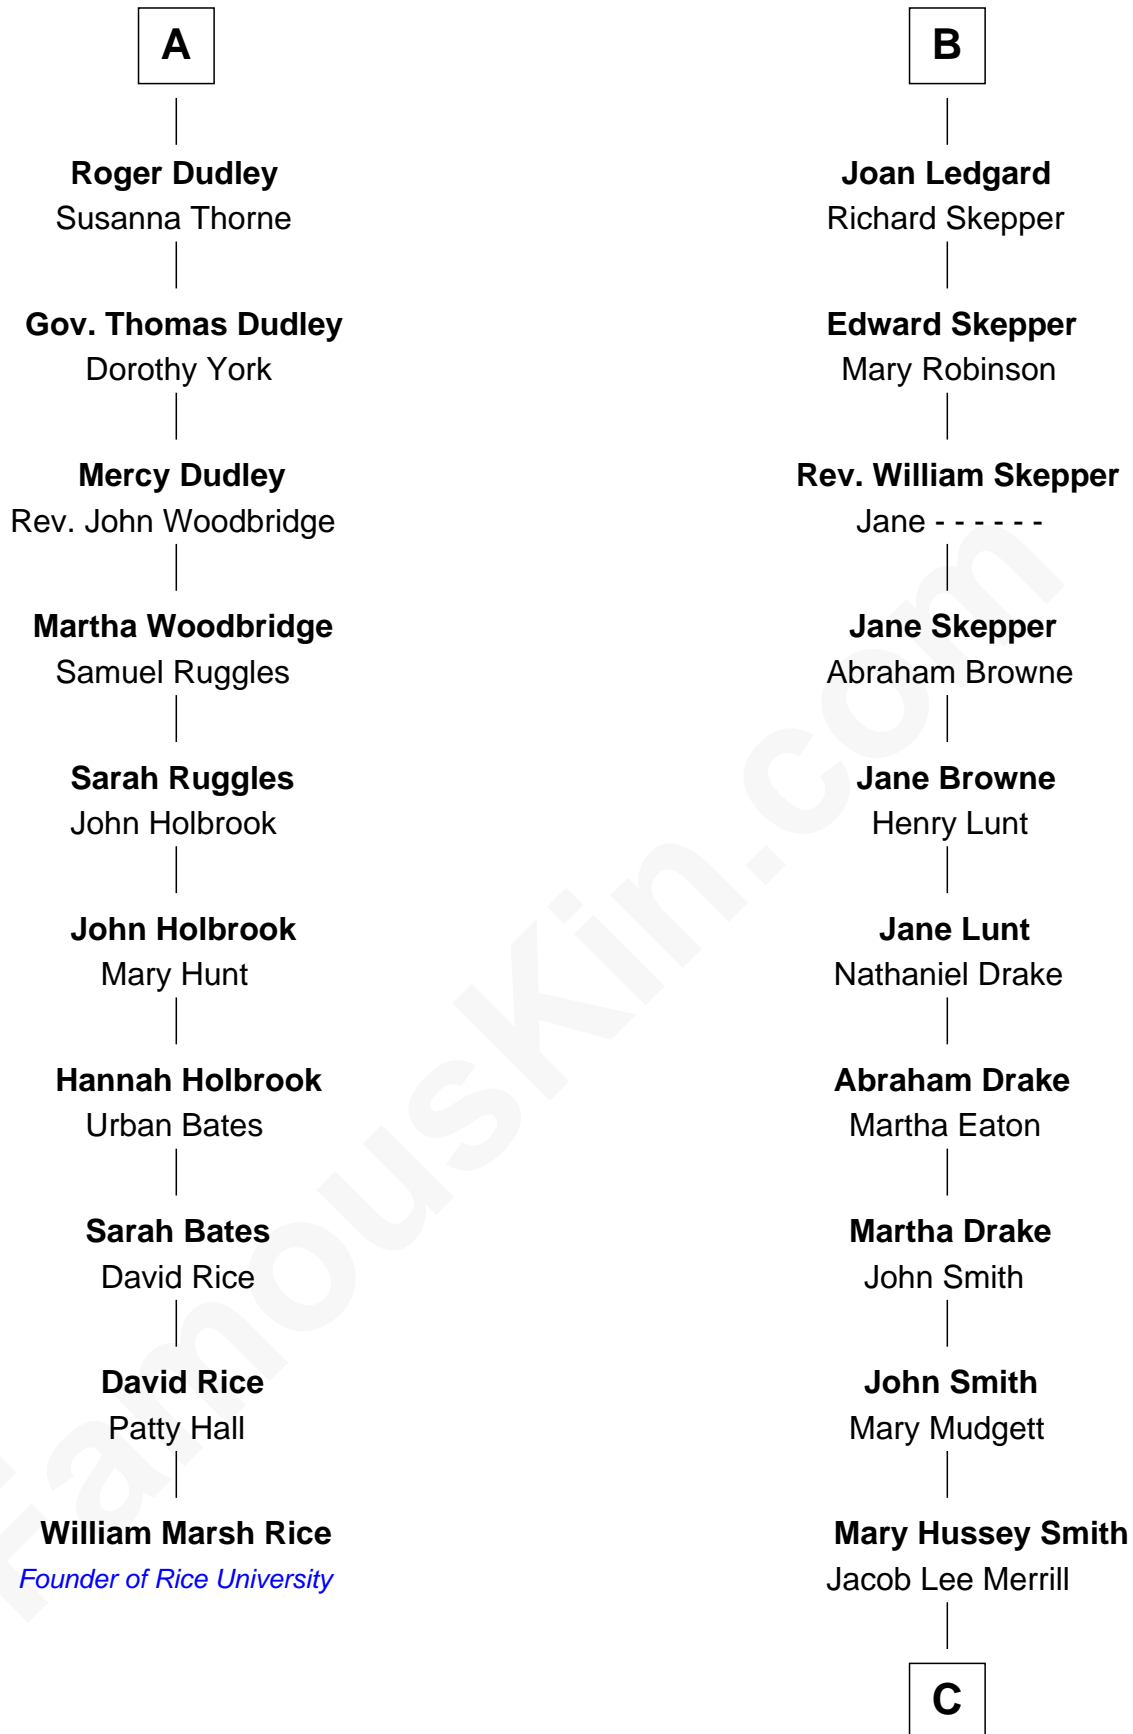 A
Roger Dudley
Susanna Thorne
Gov. Thomas Dudley
Dorothy York
Mercy Dudley
Rev. John Woodbridge
Martha Woodbridge
Samuel Ruggles
Sarah Ruggles
John Holbrook
John Holbrook
Mary Hunt
Hannah Holbrook
Urban Bates
Sarah Bates
David Rice
David Rice
Patty Hall
William Marsh Rice
Founder of Rice University
B
Joan Ledgard
Richard Skepper
Edward Skepper
Mary Robinson
Rev. William Skepper
Jane - - - - - -
Jane Skepper
Abraham Browne
Jane Browne
Henry Lunt
Jane Lunt
Nathaniel Drake
Abraham Drake
Martha Eaton
Martha Drake
John Smith
John Smith
Mary Mudgett
Mary Hussey Smith
Jacob Lee Merrill
C
FamousKin.com